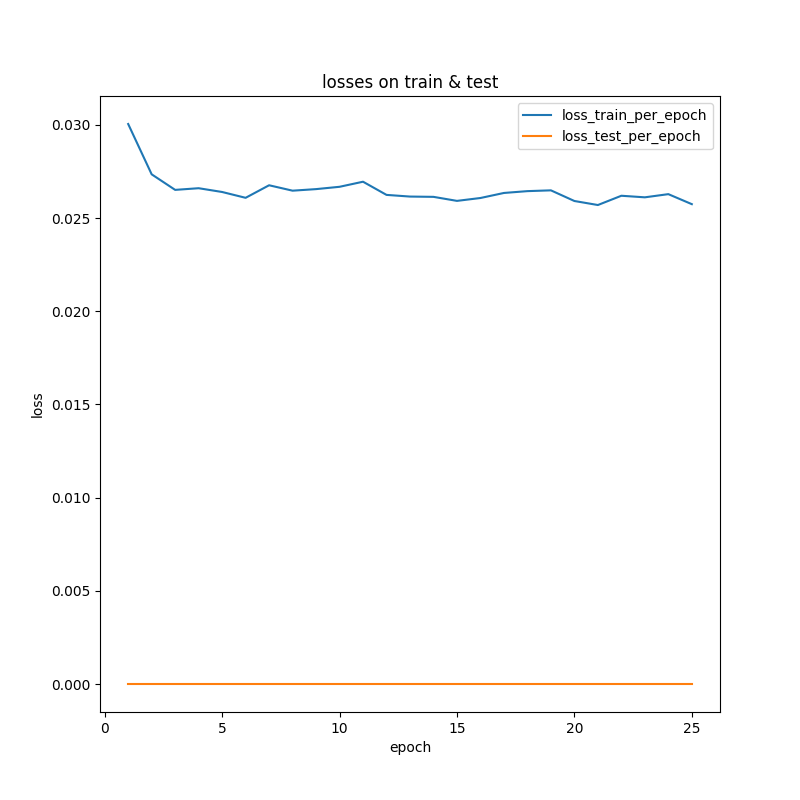 losses on train & test
loss_train_per_epoch
loss_test_per_epoch
0.030
0.025
0.020
0.015
0.010
0.005
0.000
loss
0 5 10 15 20 25
epoch